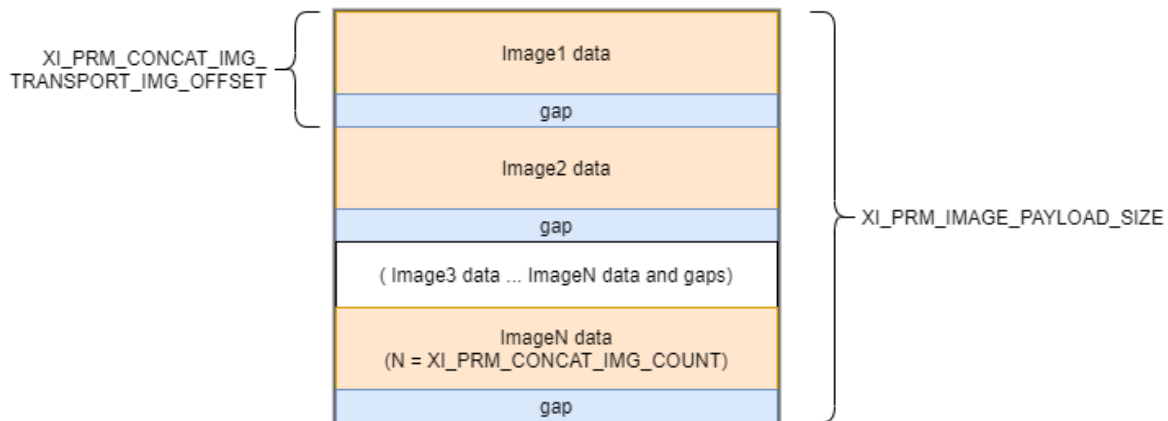 XI_PRM_CONCAT_IMG_
TRANSPORT_IMG_OFFSET
Image1 data
gap
Image2 data
gap
XI_PRM_IMAGE_PAYLOAD_SIZE
( Image3 data ... ImageN data and gaps)
ImageN data
(N = XI_PRM_CONCAT_IMG_COUNT)
gap